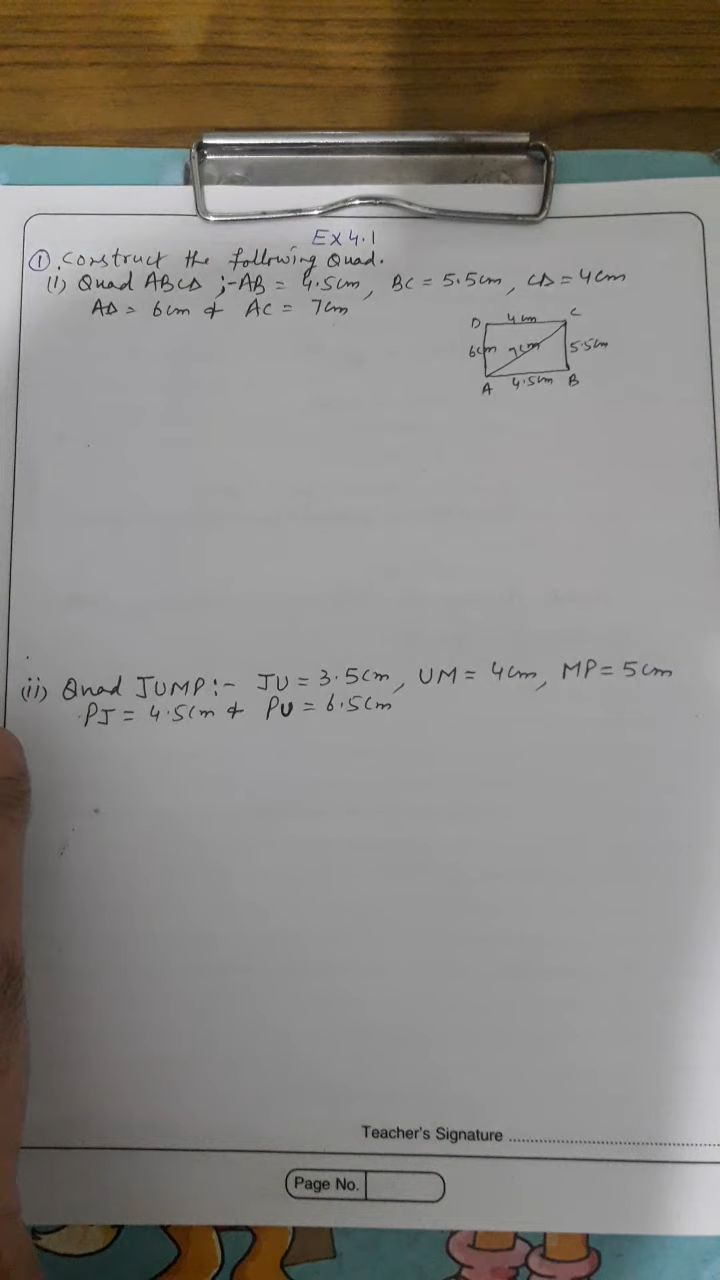 Ex 4.1
① Construct the following Quad.
(i) Quad ABCD ;- AB = 4.5cm, BC = 5.5cm, CD = 4cm
AD = 6cm & AC = 7cm
D 4cm C
6cm 7cm 5.5cm
A 4.5cm B
(ii) Quad JUMP :- JU = 3.5cm, UM = 4cm, MP = 5cm
PJ = 4.5cm & PU = 6.5cm
Teacher's Signature
Page No.